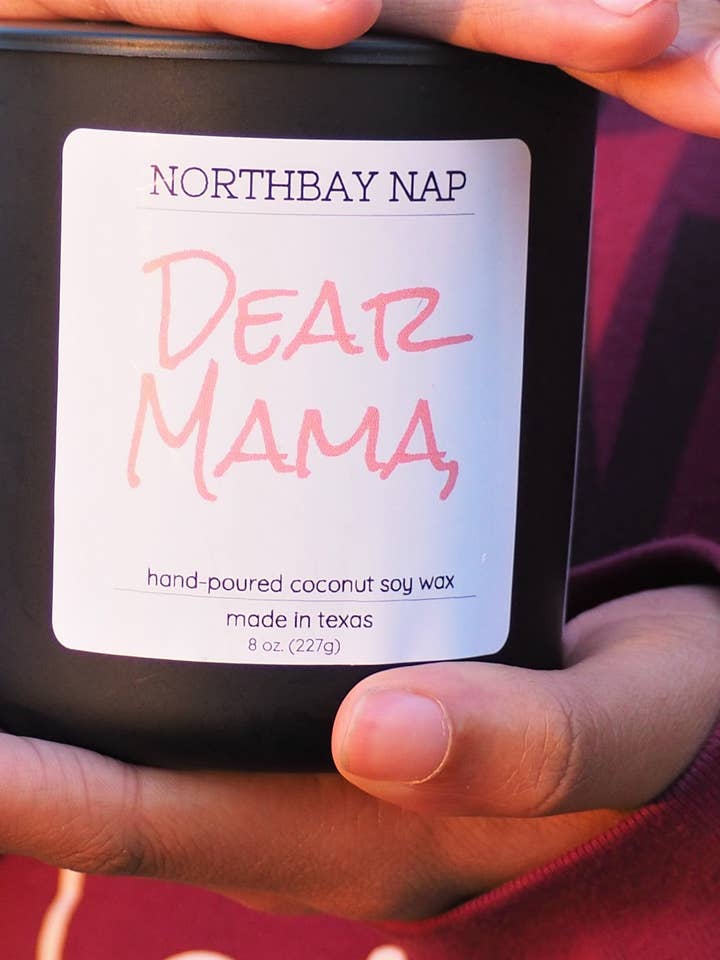 NORTHBAY NAP
DEAR
MAMA,
hand-poured coconut soy wax
made in texas
8 oz. (227g)